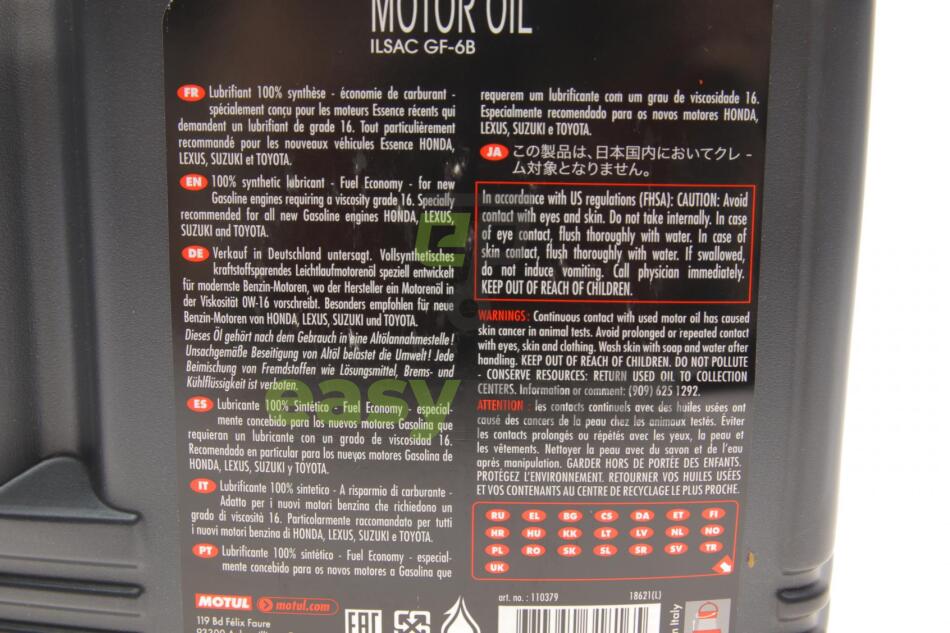 MOTOR OIL
ILSAC GF-6B
FR Lubrifiant 100% synthèse - économie de carburant -
spécialement conçu pour les moteurs Essence récents qui
demandent un lubrifiant de grade 16. Tout particulièrement
recommandé pour les nouveaux véhicules Essence HONDA,
LEXUS, SUZUKI et TOYOTA.
EN 100% synthetic lubricant - Fuel Economy - for new
Gasoline engines requiring a viscosity grade 16. Specially
recommended for all new Gasoline engines HONDA, LEXUS,
SUZUKI and TOYOTA.
DE Verkauf in Deutschland untersagt. Vollsynthetisches
kraftstoffsparendes Leichtlaufmotorenöl speziell entwickelt
für modernste Benzin-Motoren, wo der Hersteller ein Motorenöl in
der Viskosität 0W-16 vorschreibt. Besonders empfohlen für neue
Benzin-Motoren von HONDA, LEXUS, SUZUKI und TOYOTA.
Dieses Öl gehört nach dem Gebrauch in eine Altölannahmestelle!
Unsachgemäße Beseitigung von Altöl belastet die Umwelt! Jede
Beimischung von Fremdstoffen wie Lösungsmittel, Brems- und
Kühlflüssigkeit ist verboten.
ES Lubricante 100% Sintético - Fuel Economy - especial-
mente concebido para los nuevos motores Gasolina que
requieran un lubricante con un grado de viscosidad 16.
Recomendado en particular para los nuevos motores Gasolina de
HONDA, LEXUS, SUZUKI y TOYOTA.
IT Lubrificante 100% sintetico - A risparmio di carburante -
Adatto per i nuovi motori benzina che richiedono un
grado di viscosità 16. Particolarmente raccomandato per tutti
i nuovi motori benzina di HONDA, LEXUS, SUZUKI e TOYOTA.
PT Lubrificante 100% sintético - Fuel Economy - especial-
mente concebido para os novos motores a Gasolina que
requerem um lubrificante com um grau de viscosidade 16.
Especialmente recomendado para os novos motores HONDA,
LEXUS, SUZUKI e TOYOTA.
JA この製品は、日本国内においてクレー
ム対象となりません。
In accordance with US regulations (FHSA): CAUTION: Avoid
contact with eyes and skin. Do not take internally. In case
of eye contact, flush thoroughly with water. In case of
skin contact, flush thoroughly with water. If swallowed,
do not induce vomiting. Call physician immediately.
KEEP OUT OF REACH OF CHILDREN.
WARNINGS: Continuous contact with used motor oil has caused
skin cancer in animal tests. Avoid prolonged or repeated contact
with eyes, skin and clothing. Wash skin with soap and water after
handling. KEEP OUT OF REACH OF CHILDREN. DO NOT POLLUTE
- CONSERVE RESOURCES: RETURN USED OIL TO COLLECTION
CENTERS. Information or comment: (909) 625 1292.
ATTENTION : les contacts continuels avec des huiles usées ont
causé des cancers de la peau chez les animaux testés. Éviter
les contacts prolongés ou répétés avec les yeux, la peau et
les vêtements. Nettoyer la peau avec du savon et de l'eau
après manipulation. GARDER HORS DE PORTÉE DES ENFANTS.
PROTÉGEZ L'ENVIRONNEMENT. RETOURNER VOS HUILES USÉES
ET VOS CONTENANTS AU CENTRE DE RECYCLAGE LE PLUS PROCHE.
RU EL BG CS DA ET FI
HR HU KK LT LV NL NO
PL RO SK SL SR SV TR
UK
art. no. : 110379 18621(L)
MOTUL motul.com
119 Bd Félix Faure
EAC
n Italy
easy